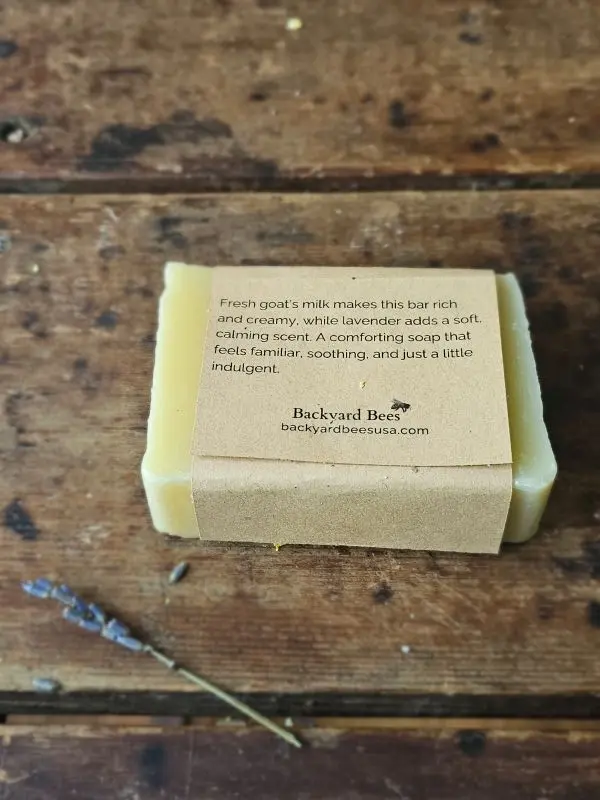 Fresh goat's milk makes this bar rich
and creamy, while lavender adds a soft,
calming scent. A comforting soap that
feels familiar, soothing, and just a little
indulgent.
Backyard Bees
backyardbeesusa.com